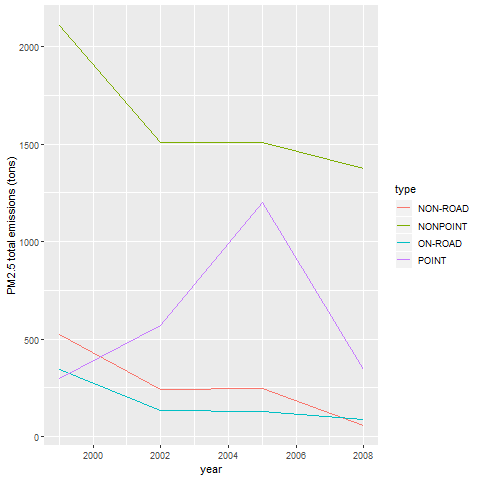 2000
1500
1000
500
0
PM2.5 total emissions (tons)
2000 2002 2004 2006 2008
year
type
NON-ROAD
NONPOINT
ON-ROAD
POINT